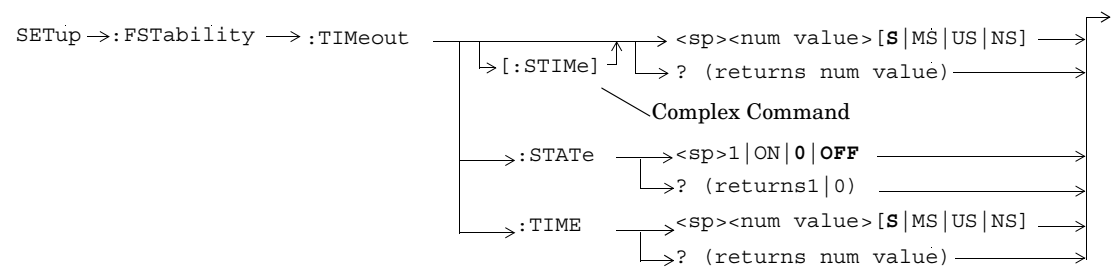 SETup :FSTability :TIMeout <sp><num value>[S|MS|US|NS]
[:STIMe] ? (returns num value)
Complex Command
:STATe <sp>1|ON|0|OFF
? (returns1|0)
:TIME <sp><num value>[S|MS|US|NS]
? (returns num value)